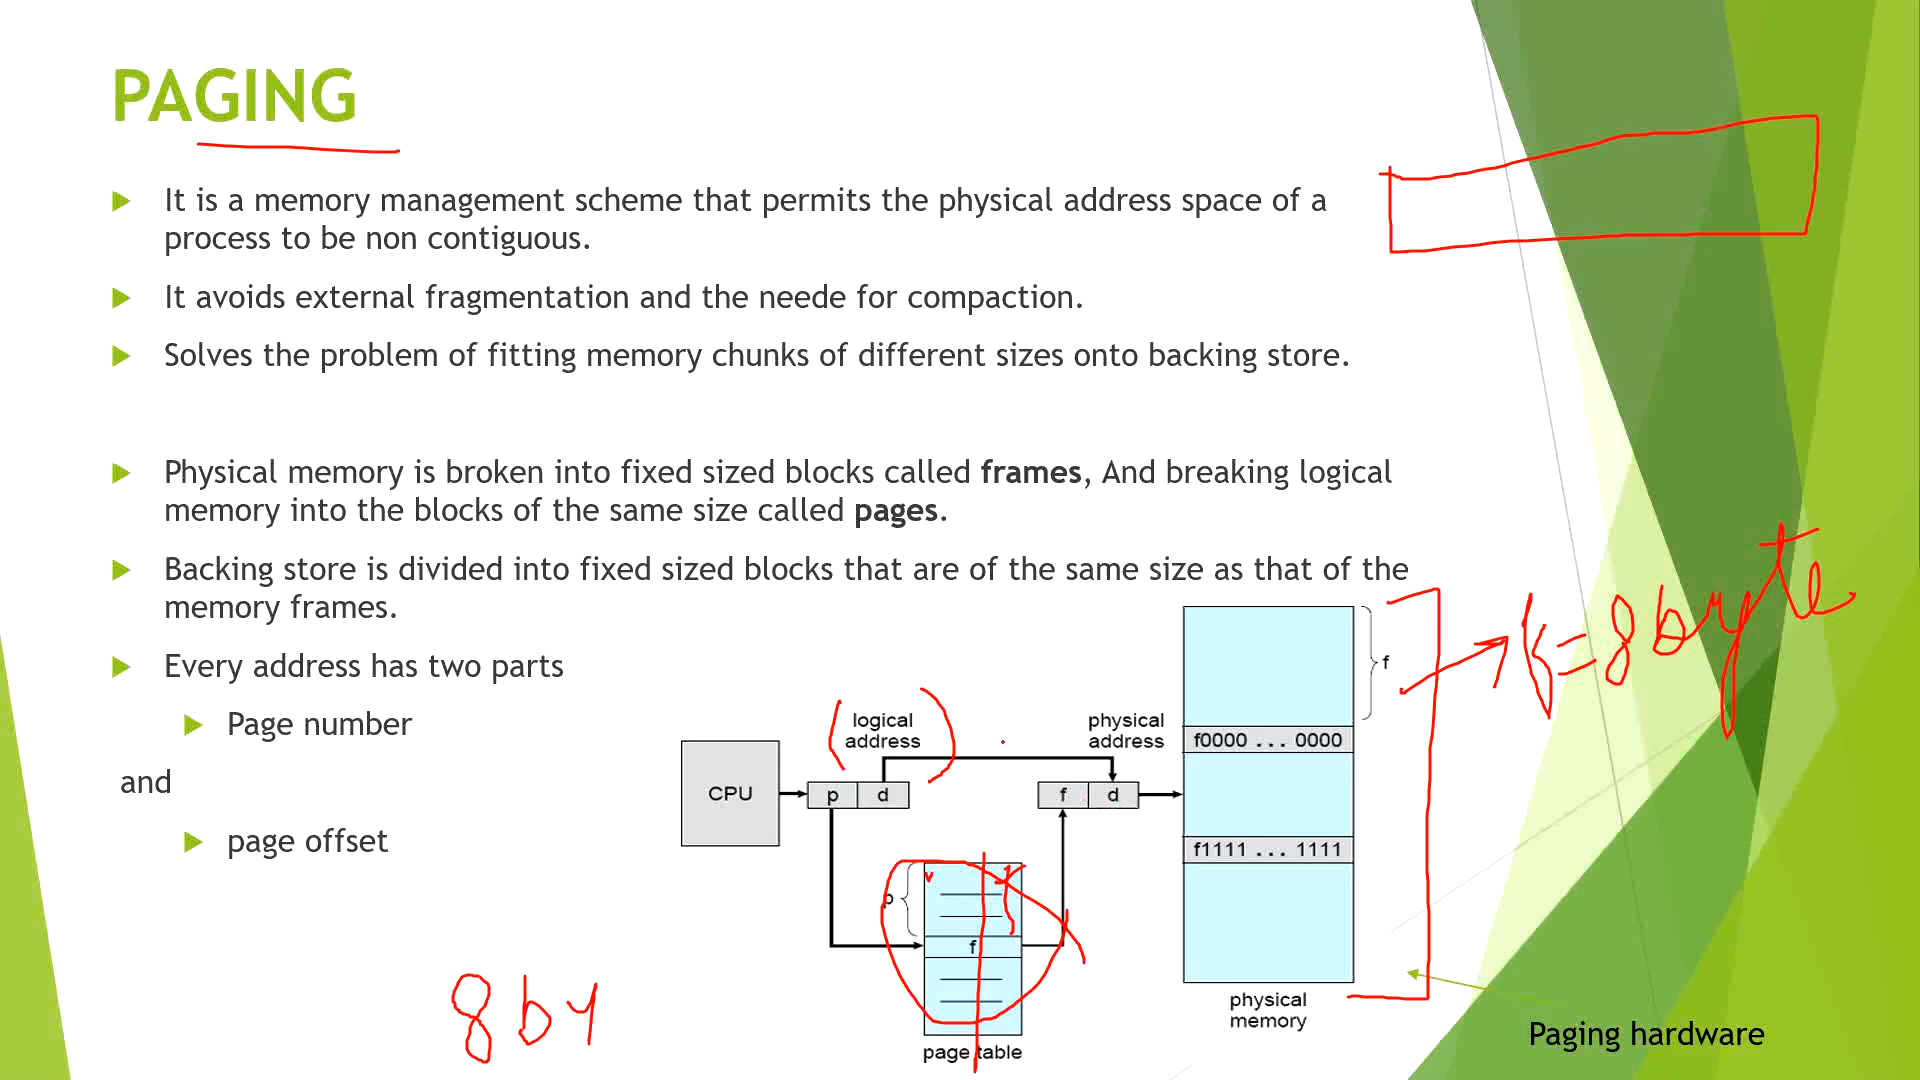 PAGING
It is a memory management scheme that permits the physical address space of a
process to be non contiguous.
It avoids external fragmentation and the neede for compaction.
Solves the problem of fitting memory chunks of different sizes onto backing store.
Physical memory is broken into fixed sized blocks called frames, And breaking logical
memory into the blocks of the same size called pages.
Backing store is divided into fixed sized blocks that are of the same size as that of the
memory frames.
Every address has two parts
Page number
and
page offset
CPU
logical
address
p d
physical
address
f d
p
f
page table
f
f0000 ... 0000
f1111 ... 1111
physical
memory
= 8 byte
8 by
Paging hardware